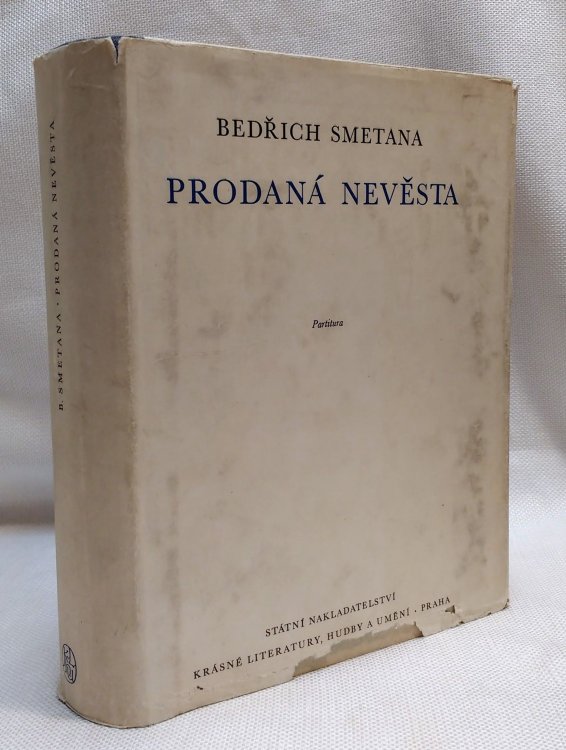 BEDŘICH SMETANA
PRODANÁ NEVĚSTA
Partitura
STÁTNÍ NAKLADATELSTVÍ
KRÁSNÉ LITERATURY, HUDBY A UMĚNÍ · PRAHA
B. SMETANA · PRODANÁ NEVĚSTA